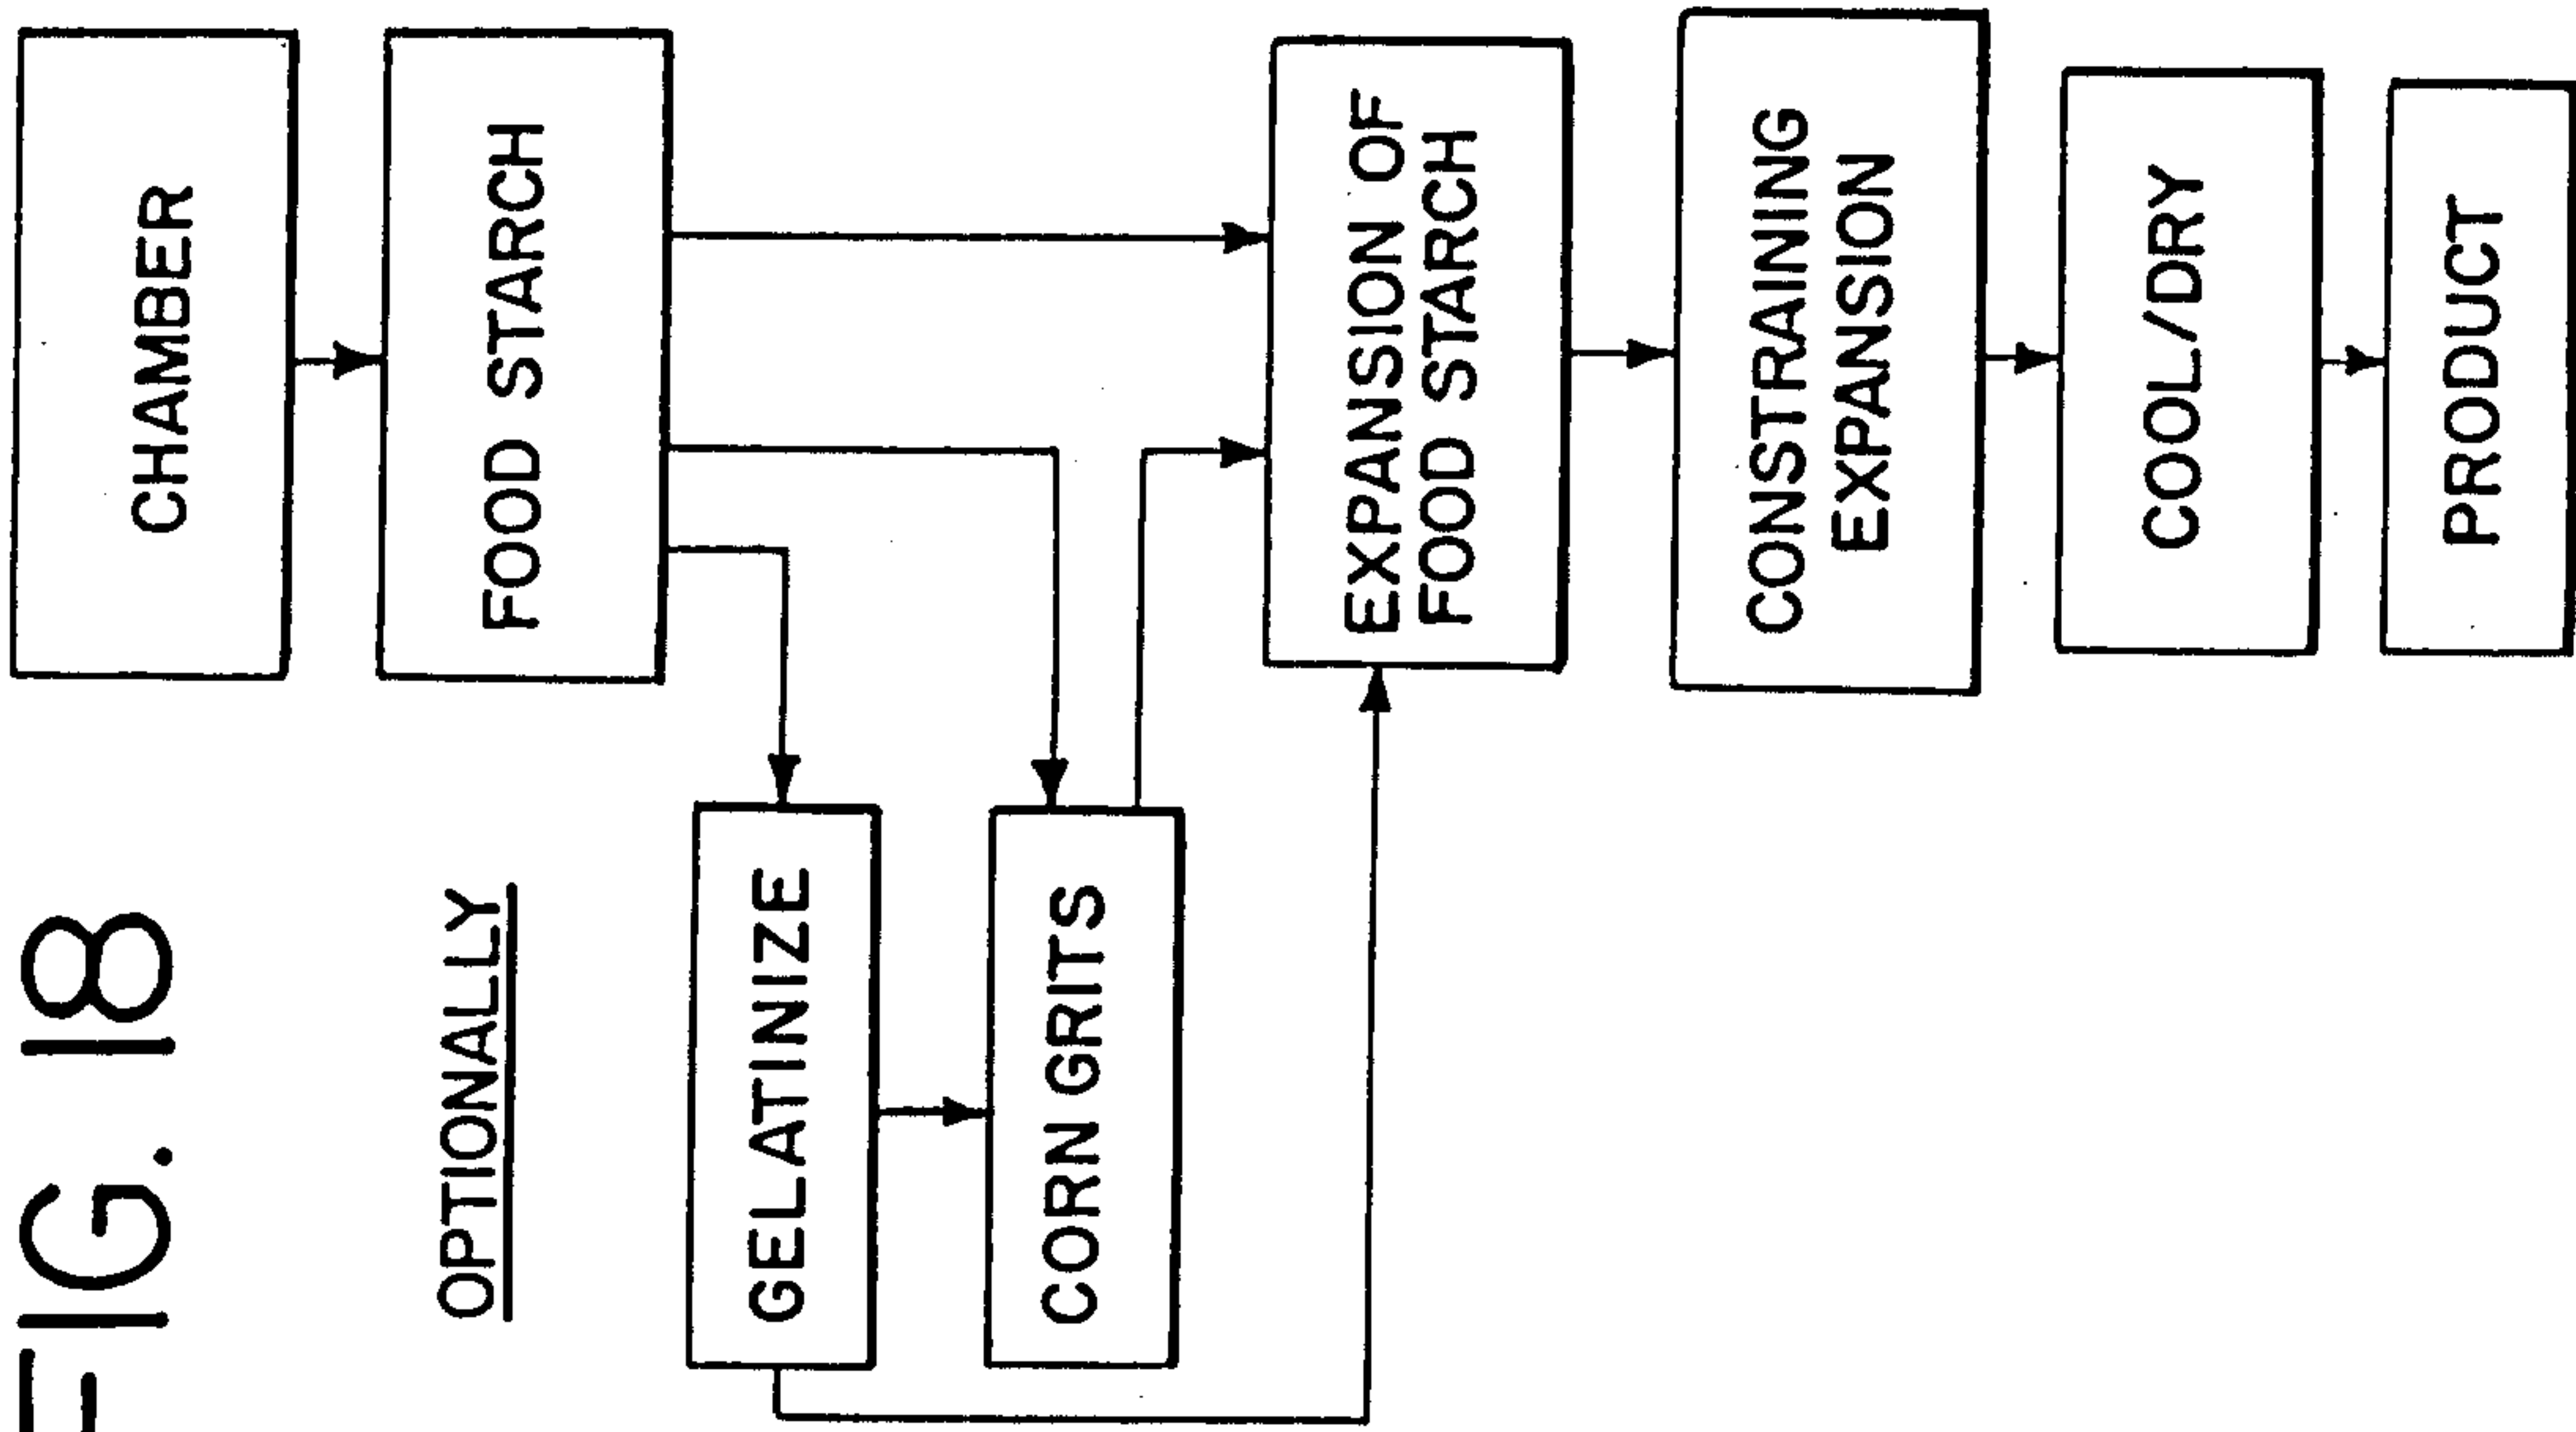 FIG. 18
OPTIONALLY
CHAMBER
FOOD STARCH
GELATINIZE
CORN GRITS
EXPANSION OF
FOOD STARCH
CONSTRAINING
EXPANSION
COOL/DRY
PRODUCT